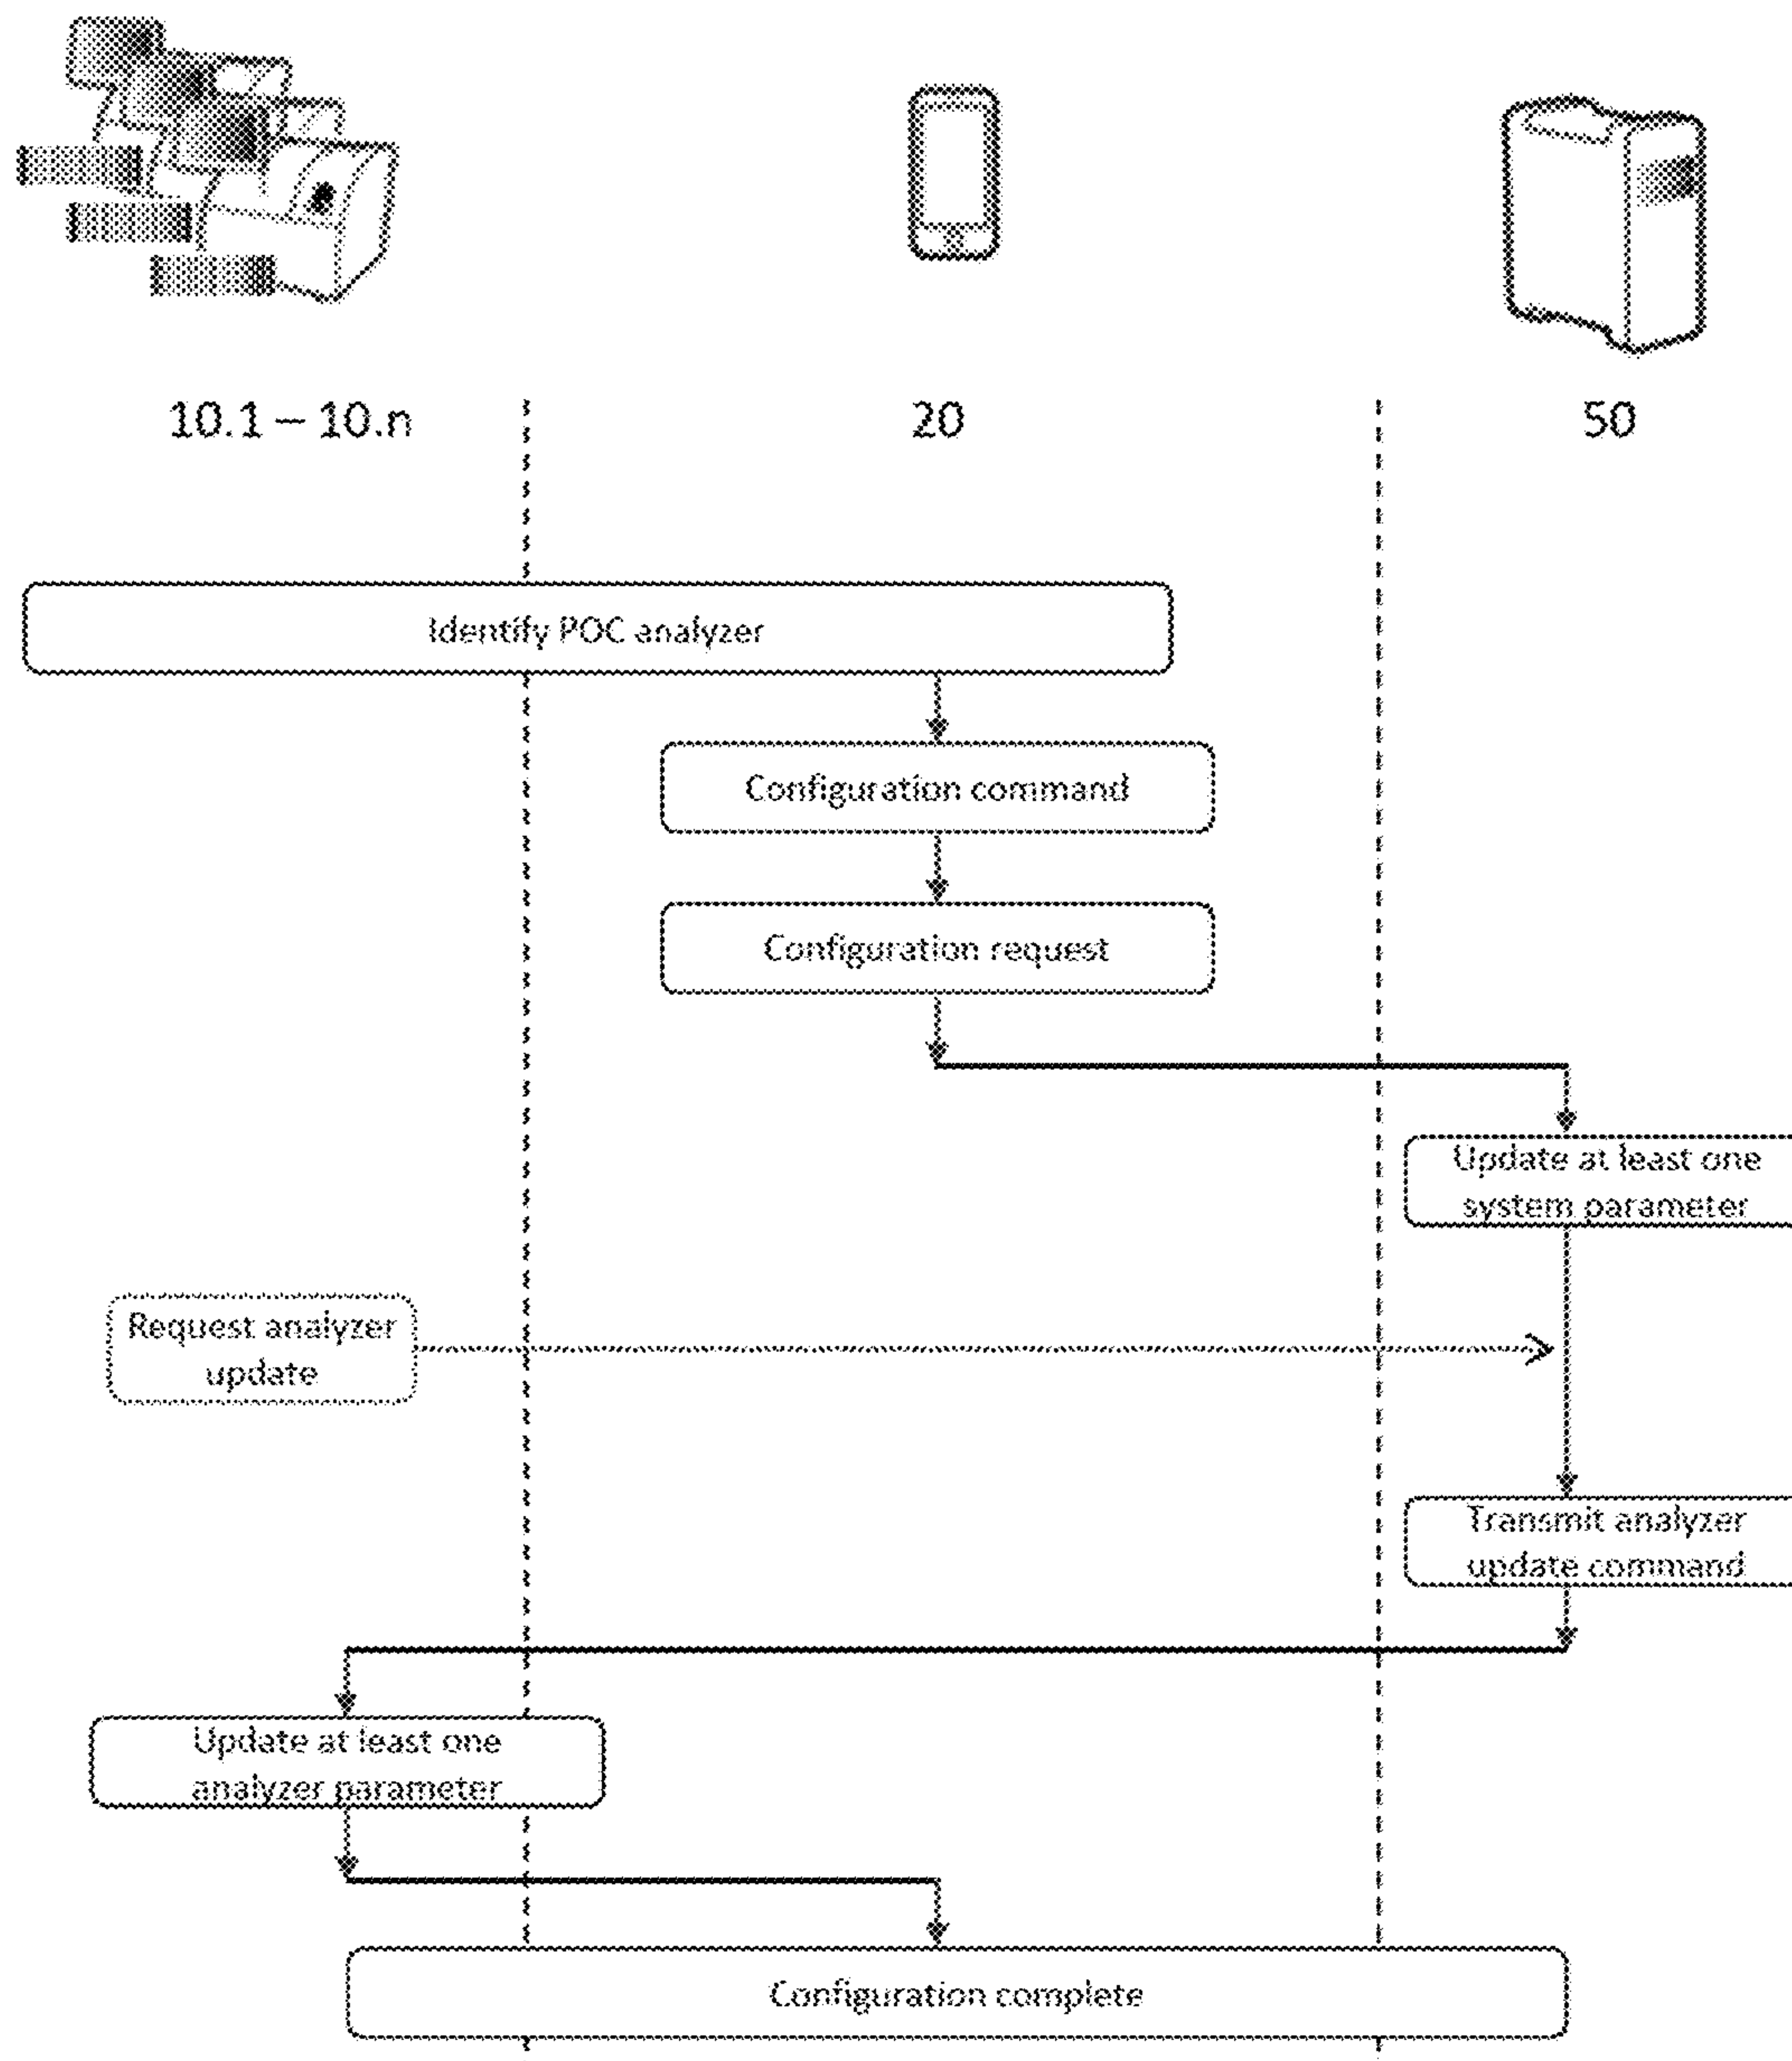 10.1 – 10.n
20
50
Identify POC analyzer
Configuration command
Configuration request
Update at least one
system parameter
Request analyzer
update
Transmit analyzer
update command
Update at least one
analyzer parameter
Configuration complete